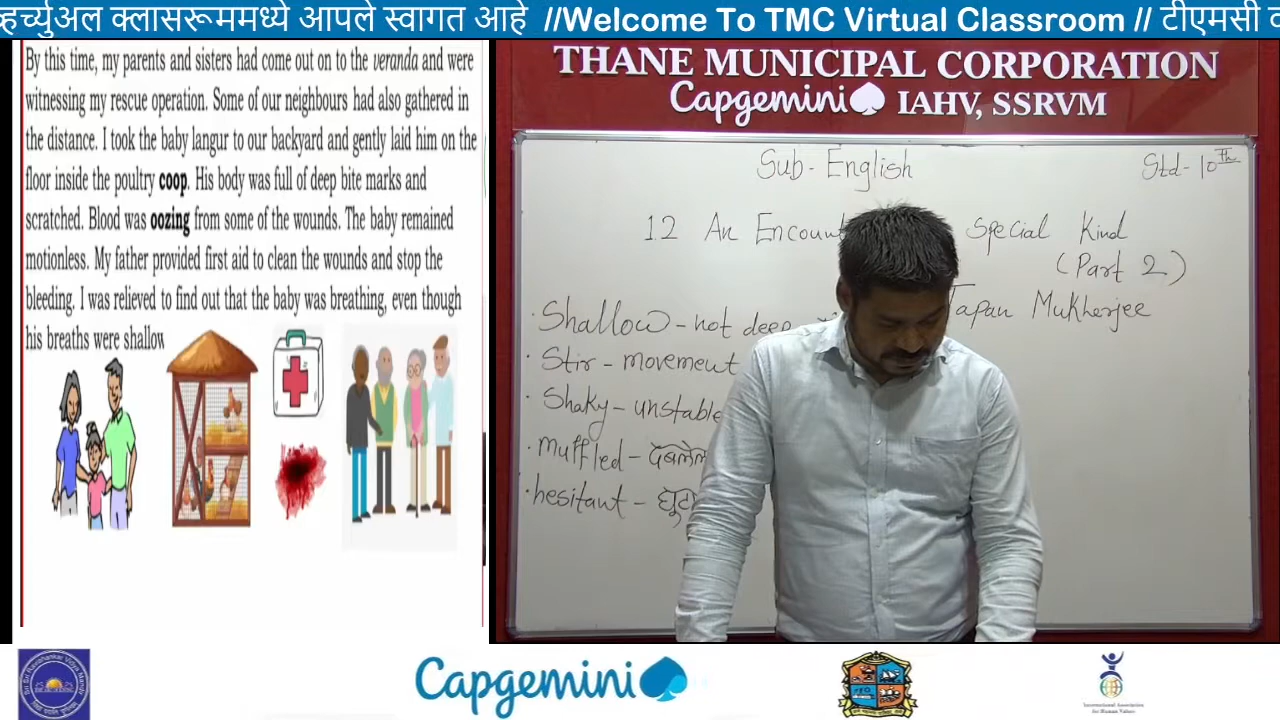 क्लासरूममध्ये आपले स्वागत आहे //Welcome To TMC Virtual Classroom // टीएमसी
By this time, my parents and sisters had come out on to the veranda and were
witnessing my rescue operation. Some of our neighbours had also gathered in
the distance. I took the baby langur to our backyard and gently laid him on the
floor inside the poultry coop. His body was full of deep bite marks and
scratched. Blood was oozing from some of the wounds. The baby remained
motionless. My father provided first aid to clean the wounds and stop the
bleeding. I was relieved to find out that the baby was breathing, even though
his breaths were shallow
THANE MUNICIPAL CORPORATION
Capgemini IAHV, SSRVM
Sub - English
Std - 10th
12 An Encount Special Kind
(Part 2)
Tapan Mukherjee
· Shallow - not deep
· Stir - movement
· Shaky - unstable
· muffled -
· hesitant -
Capgemini
International Association
for Human Values